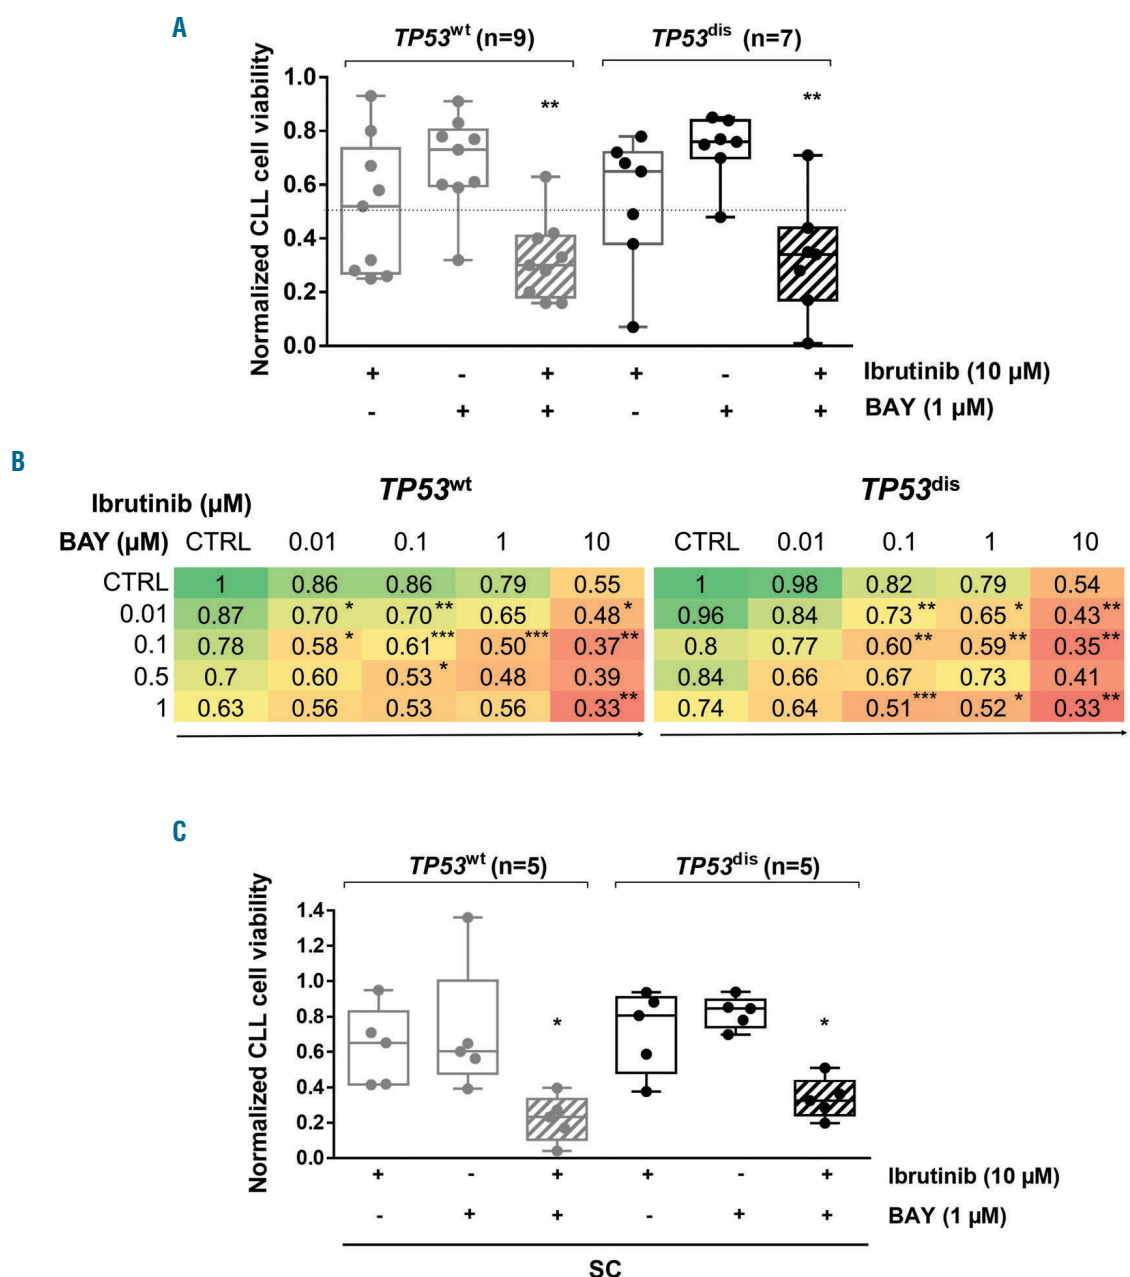 A
TP53wt (n=9)
TP53dis (n=7)
Normalized CLL cell viability
1.0
0.8
0.6
0.4
0.2
0.0
** **
+ - + + - + Ibrutinib (10 µM)
- + + - + + BAY (1 µM)
B
Ibrutinib (µM)
TP53wt
TP53dis
BAY (µM) CTRL 0.01 0.1 1 10 CTRL 0.01 0.1 1 10
CTRL 1 0.86 0.86 0.79 0.55 1 0.98 0.82 0.79 0.54
0.01 0.87 0.70 * 0.70 ** 0.65 0.48 * 0.96 0.84 0.73 ** 0.65 * 0.43 **
0.1 0.78 0.58 * 0.61 *** 0.50 *** 0.37 ** 0.8 0.77 0.60 ** 0.59 ** 0.35 **
0.5 0.7 0.60 0.53 * 0.48 0.39 0.84 0.66 0.67 0.73 0.41
1 0.63 0.56 0.53 0.56 0.33 ** 0.74 0.64 0.51 *** 0.52 * 0.33 **
C
TP53wt (n=5)
TP53dis (n=5)
Normalized CLL cell viability
1.4
1.2
1.0
0.8
0.6
0.4
0.2
0.0
* *
+ - + + - + Ibrutinib (10 µM)
- + + - + + BAY (1 µM)
SC